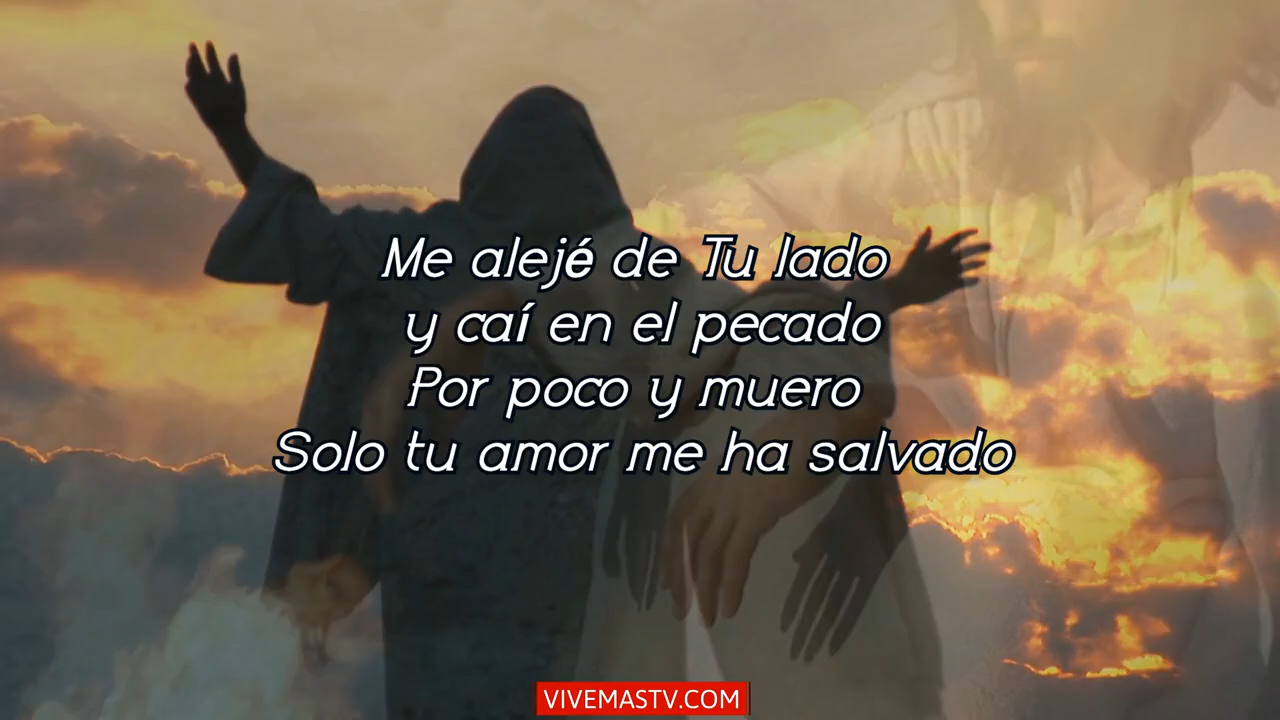 Me alejé de Tu lado
y caí en el pecado
Por poco y muero
Solo tu amor me ha salvado
VIVEMASTV.COM